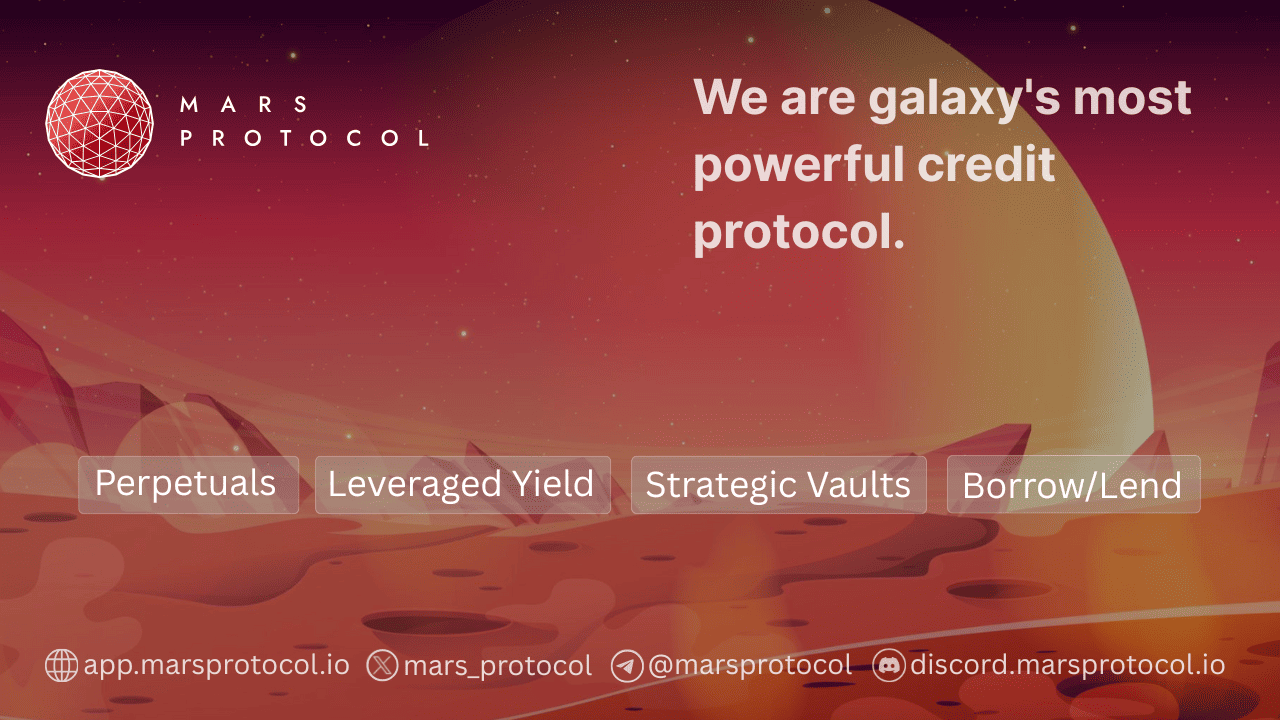 MARS
PROTOCOL
We are galaxy's most
powerful credit
protocol.
Perpetuals
Leveraged Yield
Strategic Vaults
Borrow/Lend
app.marsprotocol.io
mars_protocol
@marsprotocol
discord.marsprotocol.io